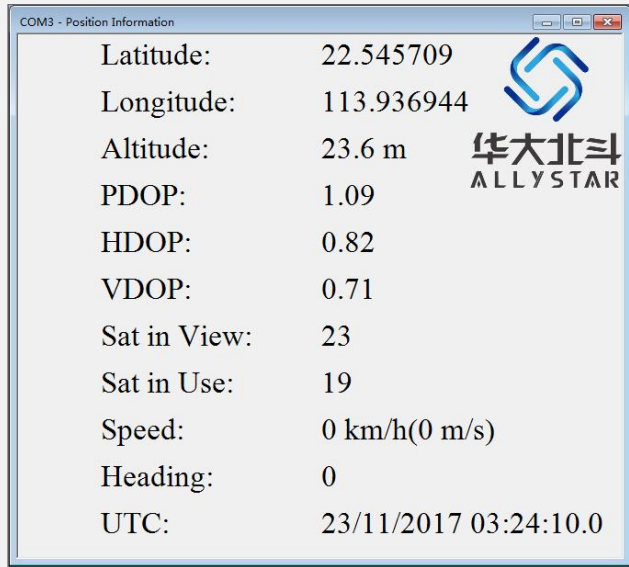 COM3 - Position Information
Latitude: 22.545709
Longitude: 113.936944
Altitude: 23.6 m
华大北斗
ALLYSTAR
PDOP: 1.09
HDOP: 0.82
VDOP: 0.71
Sat in View: 23
Sat in Use: 19
Speed: 0 km/h(0 m/s)
Heading: 0
UTC: 23/11/2017 03:24:10.0